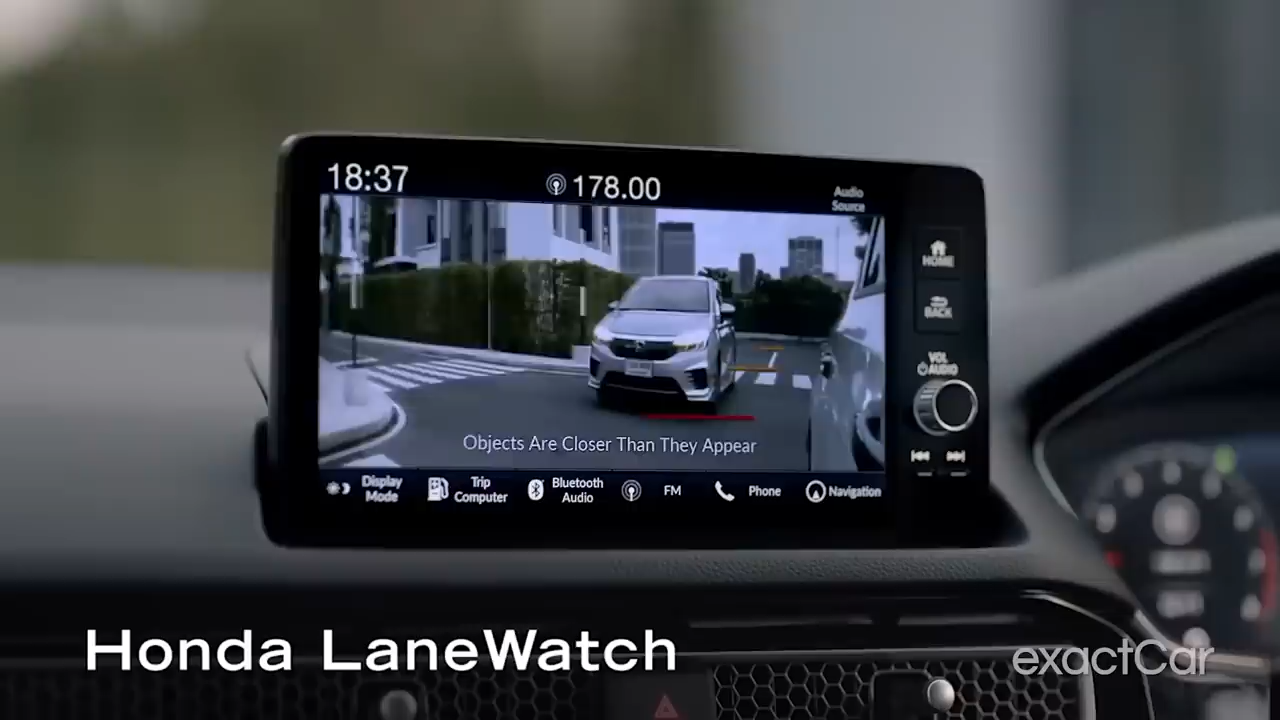 18:37
178.00
Audio
Source
HOME
BACK
VOL
AUDIO
Objects Are Closer Than They Appear
Display
Mode
Trip
Computer
Bluetooth
Audio
FM
Phone
Navigation
Honda LaneWatch
exactCar